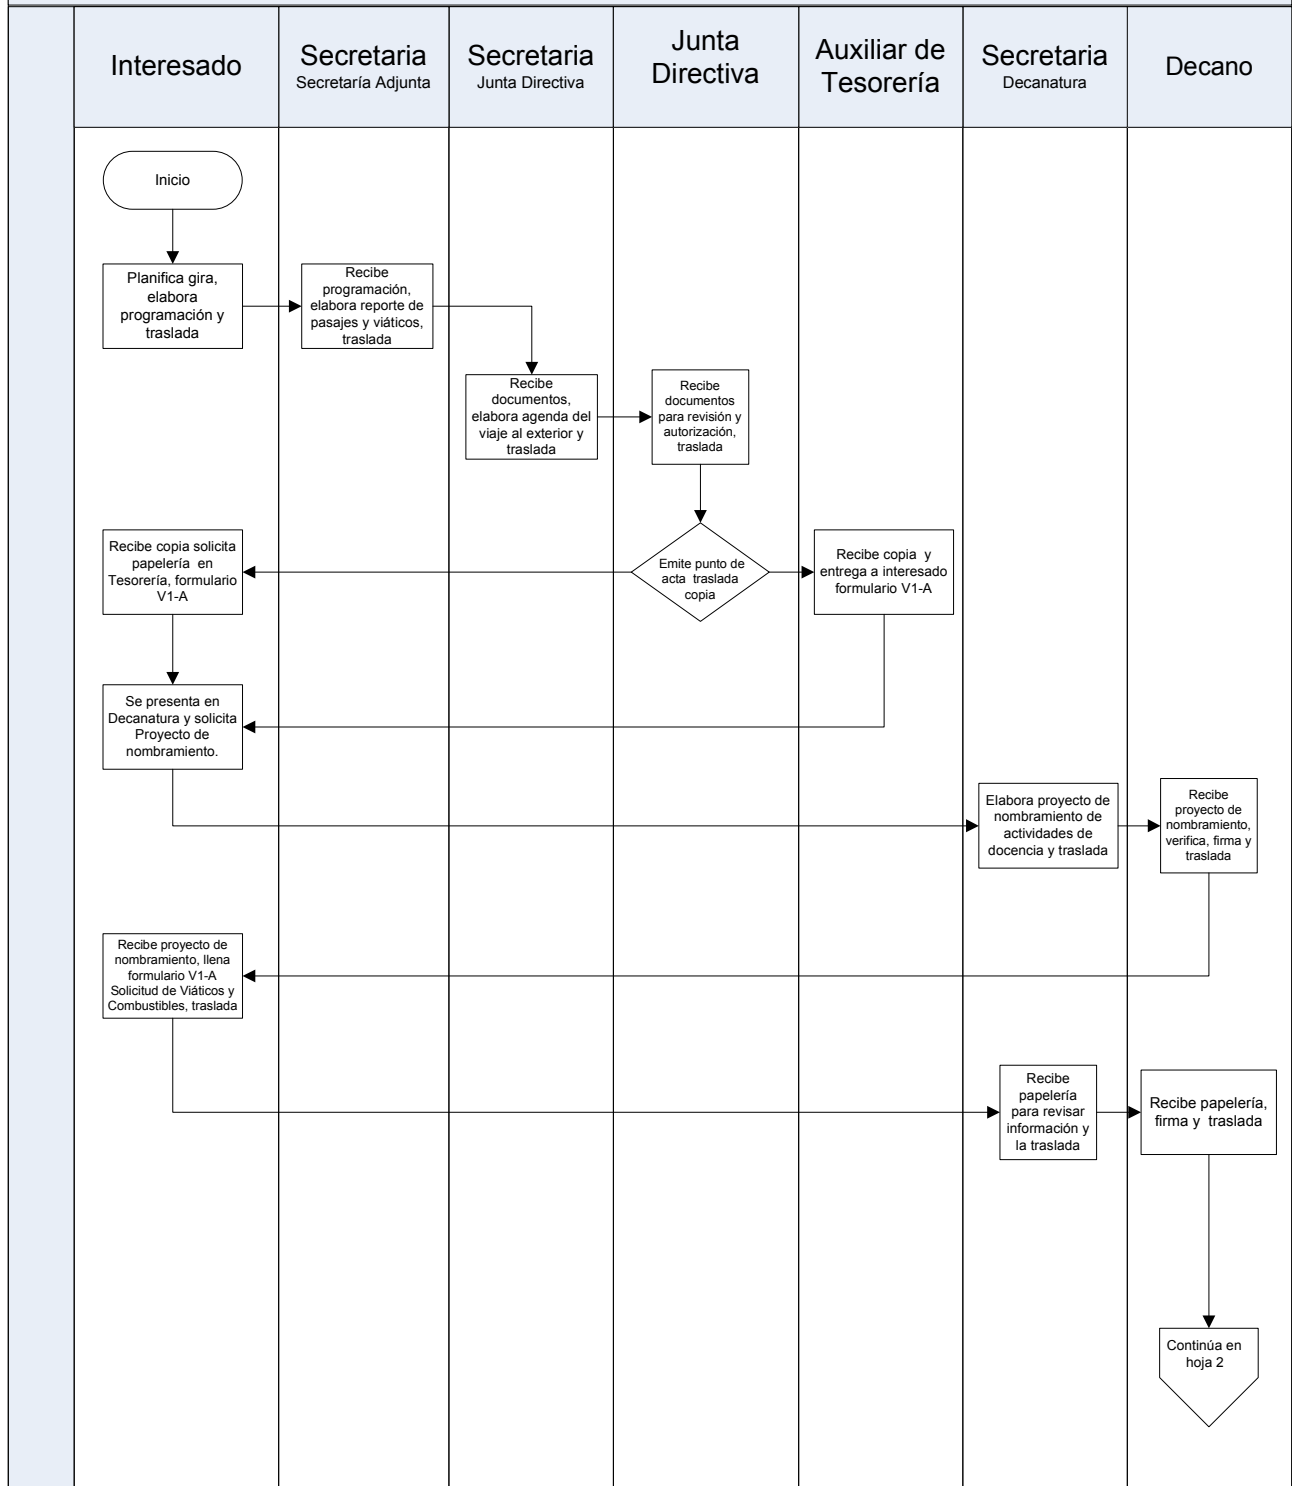 Interesado
Secretaria
Secretaría Adjunta
Secretaria
Junta Directiva
Junta
Directiva
Auxiliar de
Tesorería
Secretaria
Decanatura
Decano
Inicio
Planifica gira,
elabora
programación y
traslada
Recibe
programación,
elabora reporte de
pasajes y viáticos,
traslada
Recibe
documentos,
elabora agenda del
viaje al exterior y
traslada
Recibe
documentos
para revisión y
autorización,
traslada
Recibe copia solicita
papelería en
Tesorería, formulario
V1-A
Emite punto de
acta traslada
copia
Recibe copia y
entrega a interesado
formulario V1-A
Se presenta en
Decanatura y solicita
Proyecto de
nombramiento.
Elabora proyecto de
nombramiento de
actividades de
docencia y traslada
Recibe
proyecto de
nombramiento,
verifica, firma y
traslada
Recibe proyecto de
nombramiento, llena
formulario V1-A
Solicitud de Viáticos y
Combustibles, traslada
Recibe
papelería
para revisar
información y
la traslada
Recibe papelería,
firma y traslada
Continúa en
hoja 2